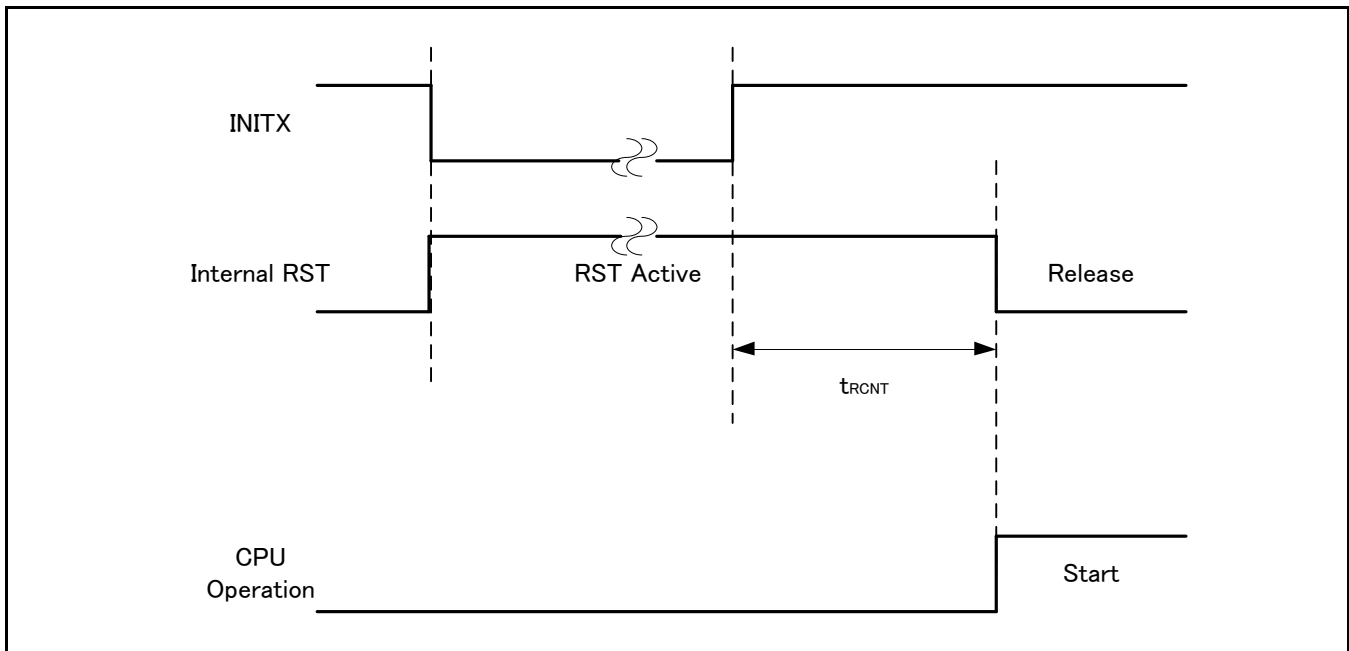 INITX
Internal RST
RST Active
Release
tRCNT
CPU
Operation
Start